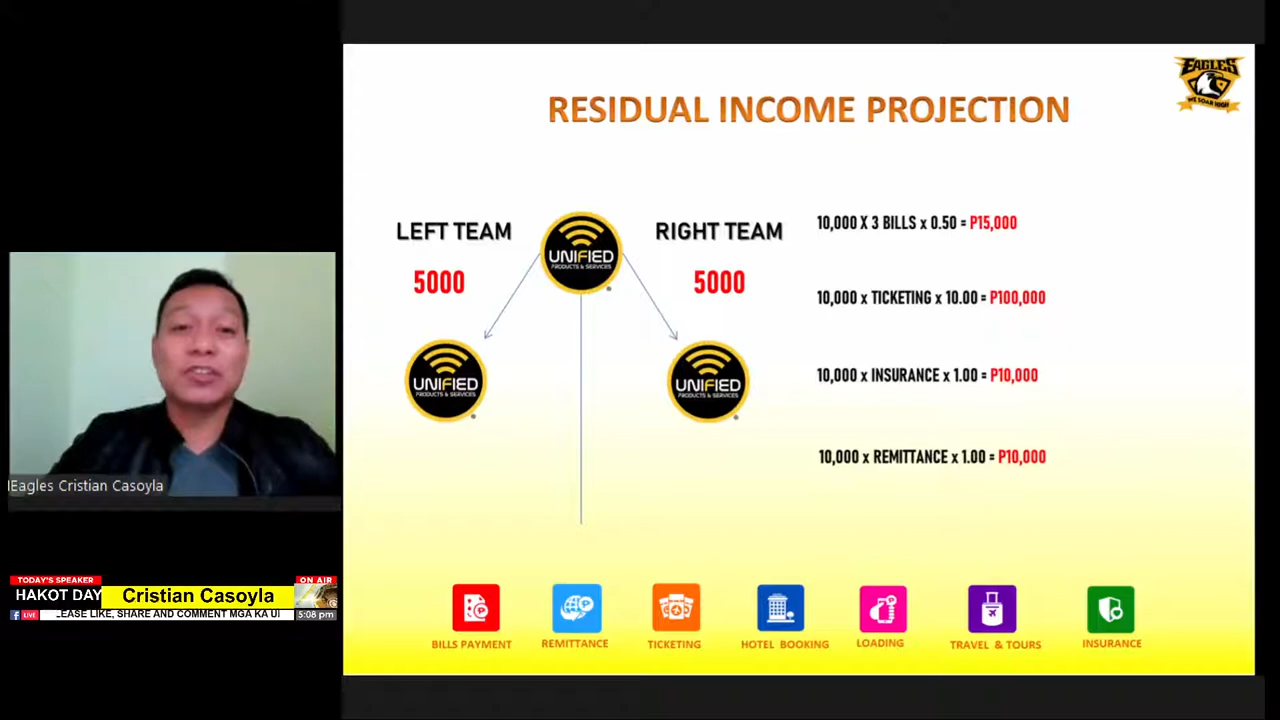 EAGLES
WE SOAR HIGH
RESIDUAL INCOME PROJECTION
LEFT TEAM
5000
UNIFIED
PRODUCTS & SERVICES
RIGHT TEAM
5000
UNIFIED
PRODUCTS & SERVICES
UNIFIED
PRODUCTS & SERVICES
10,000 X 3 BILLS x 0.50 = P15,000
10,000 x TICKETING x 10.00 = P100,000
10,000 x INSURANCE x 1.00 = P10,000
10,000 x REMITTANCE x 1.00 = P10,000
BILLS PAYMENT
REMITTANCE
TICKETING
HOTEL BOOKING
LOADING
TRAVEL & TOURS
INSURANCE
Eagles Cristian Casoyla
TODAY'S SPEAKER
ON AIR
HAKOT DAY
Cristian Casoyla
LIVE
EASE LIKE, SHARE AND COMMENT MGA KA U
5:08 pm